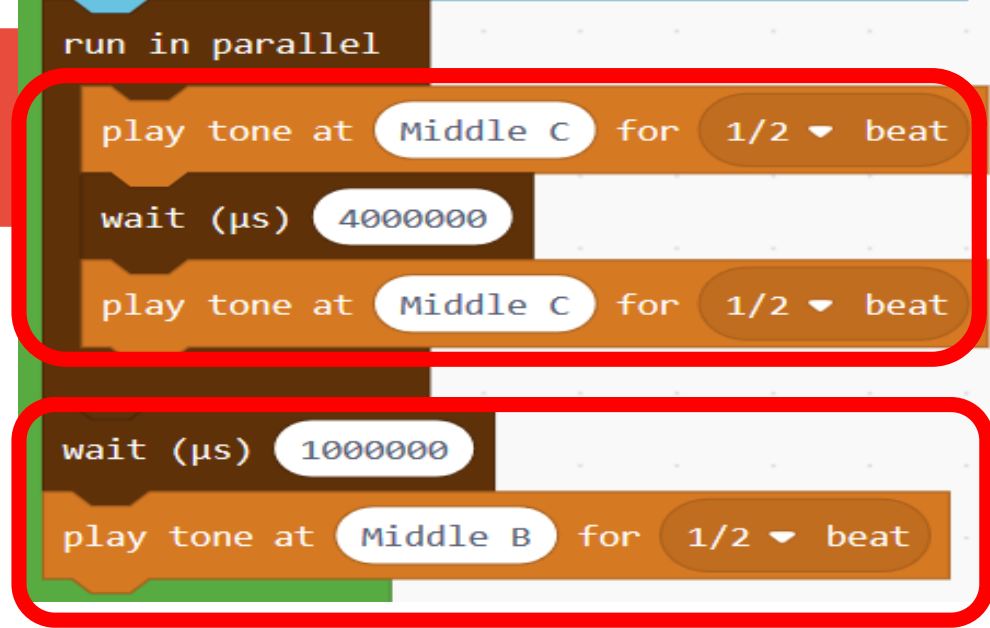 run in parallel
play tone at Middle C for 1/2 beat
wait (µs) 4000000
play tone at Middle C for 1/2 beat
wait (µs) 1000000
play tone at Middle B for 1/2 beat